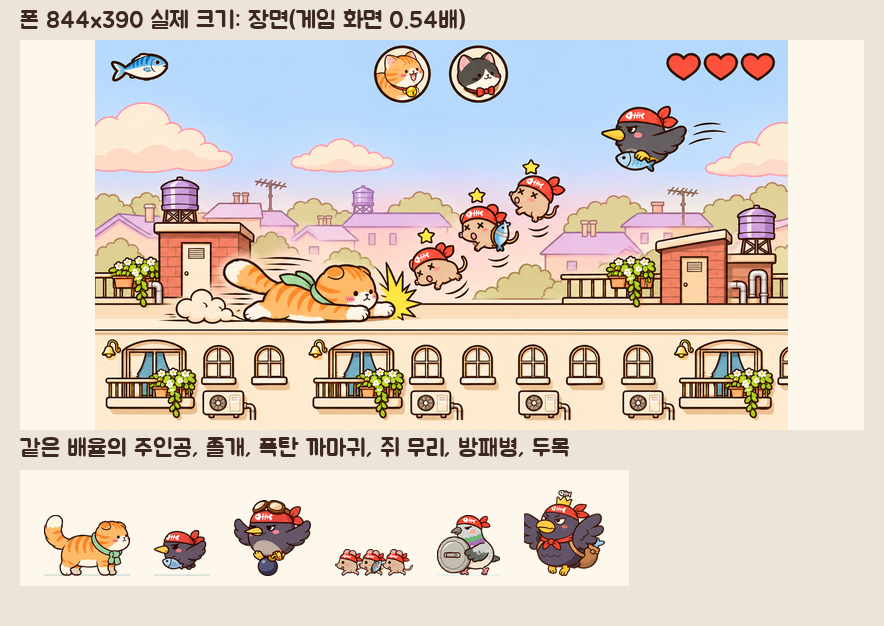 폰 844x390 실제 크기: 장면(게임 화면 0.54배)
같은 배율의 주인공, 졸개, 폭탄 까마귀, 쥐 무리, 방패병, 두목